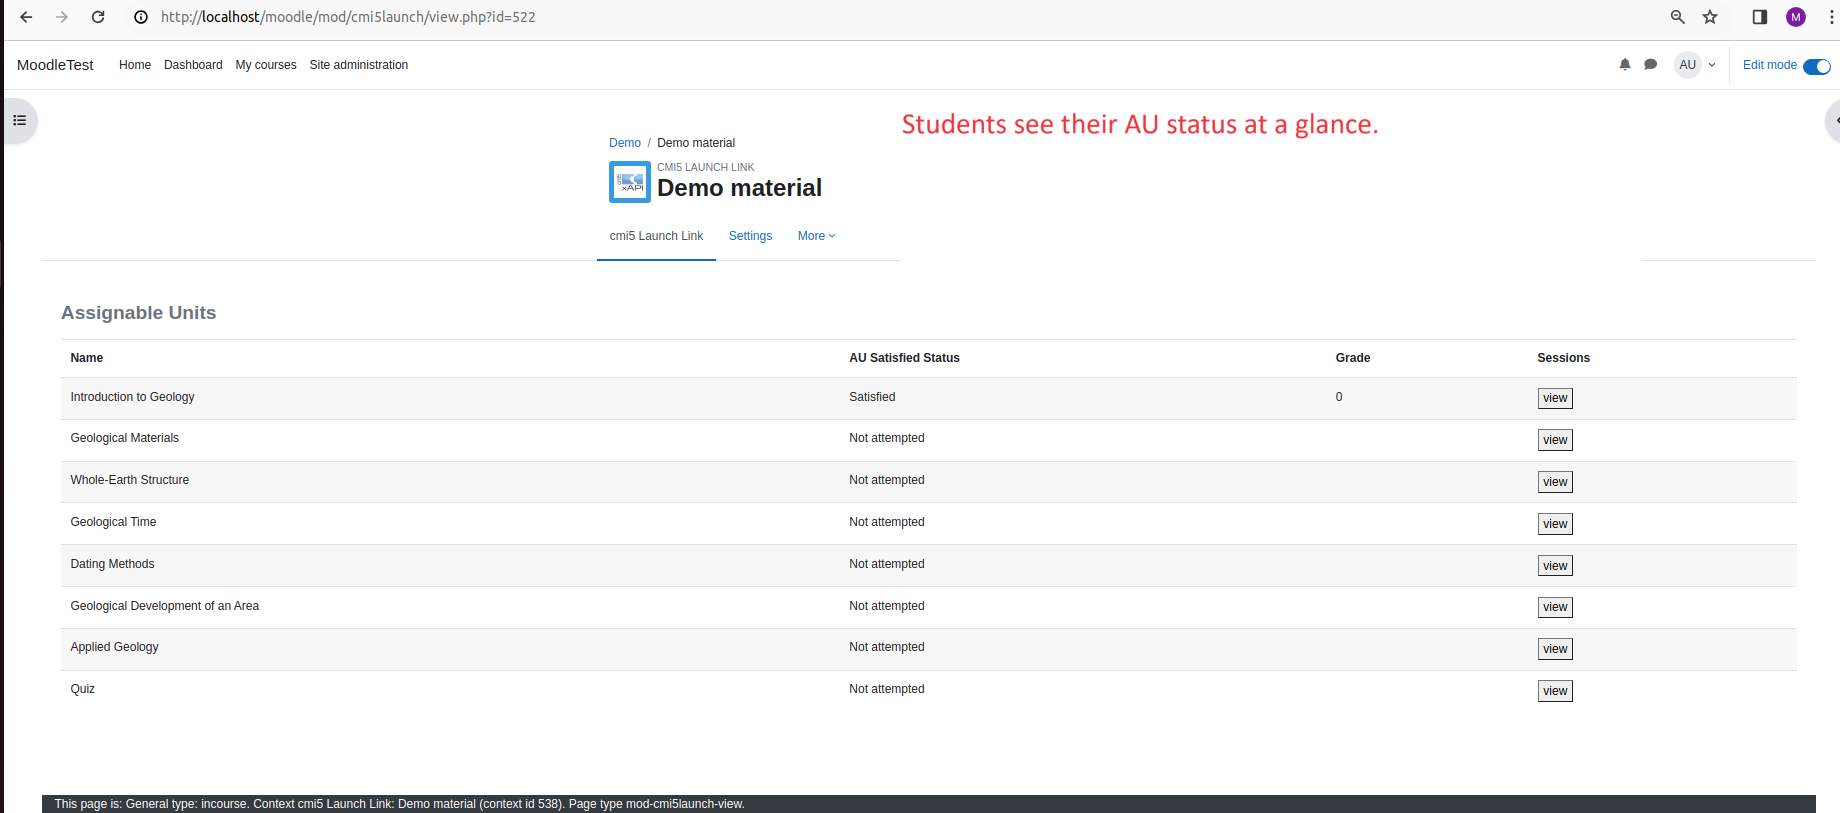 http://localhost/moodle/mod/cmi5launch/view.php?id=522
M
MoodleTest Home Dashboard My courses Site administration AU Edit mode
Students see their AU status at a glance.
Demo / Demo material
CMI5 LAUNCH LINK
xAPI
Demo material
cmi5 Launch Link Settings More
Assignable Units
Name AU Satisfied Status Grade Sessions
Introduction to Geology Satisfied 0 view
Geological Materials Not attempted view
Whole-Earth Structure Not attempted view
Geological Time Not attempted view
Dating Methods Not attempted view
Geological Development of an Area Not attempted view
Applied Geology Not attempted view
Quiz Not attempted view
This page is: General type: incourse. Context cmi5 Launch Link: Demo material (context id 538). Page type mod-cmi5launch-view.